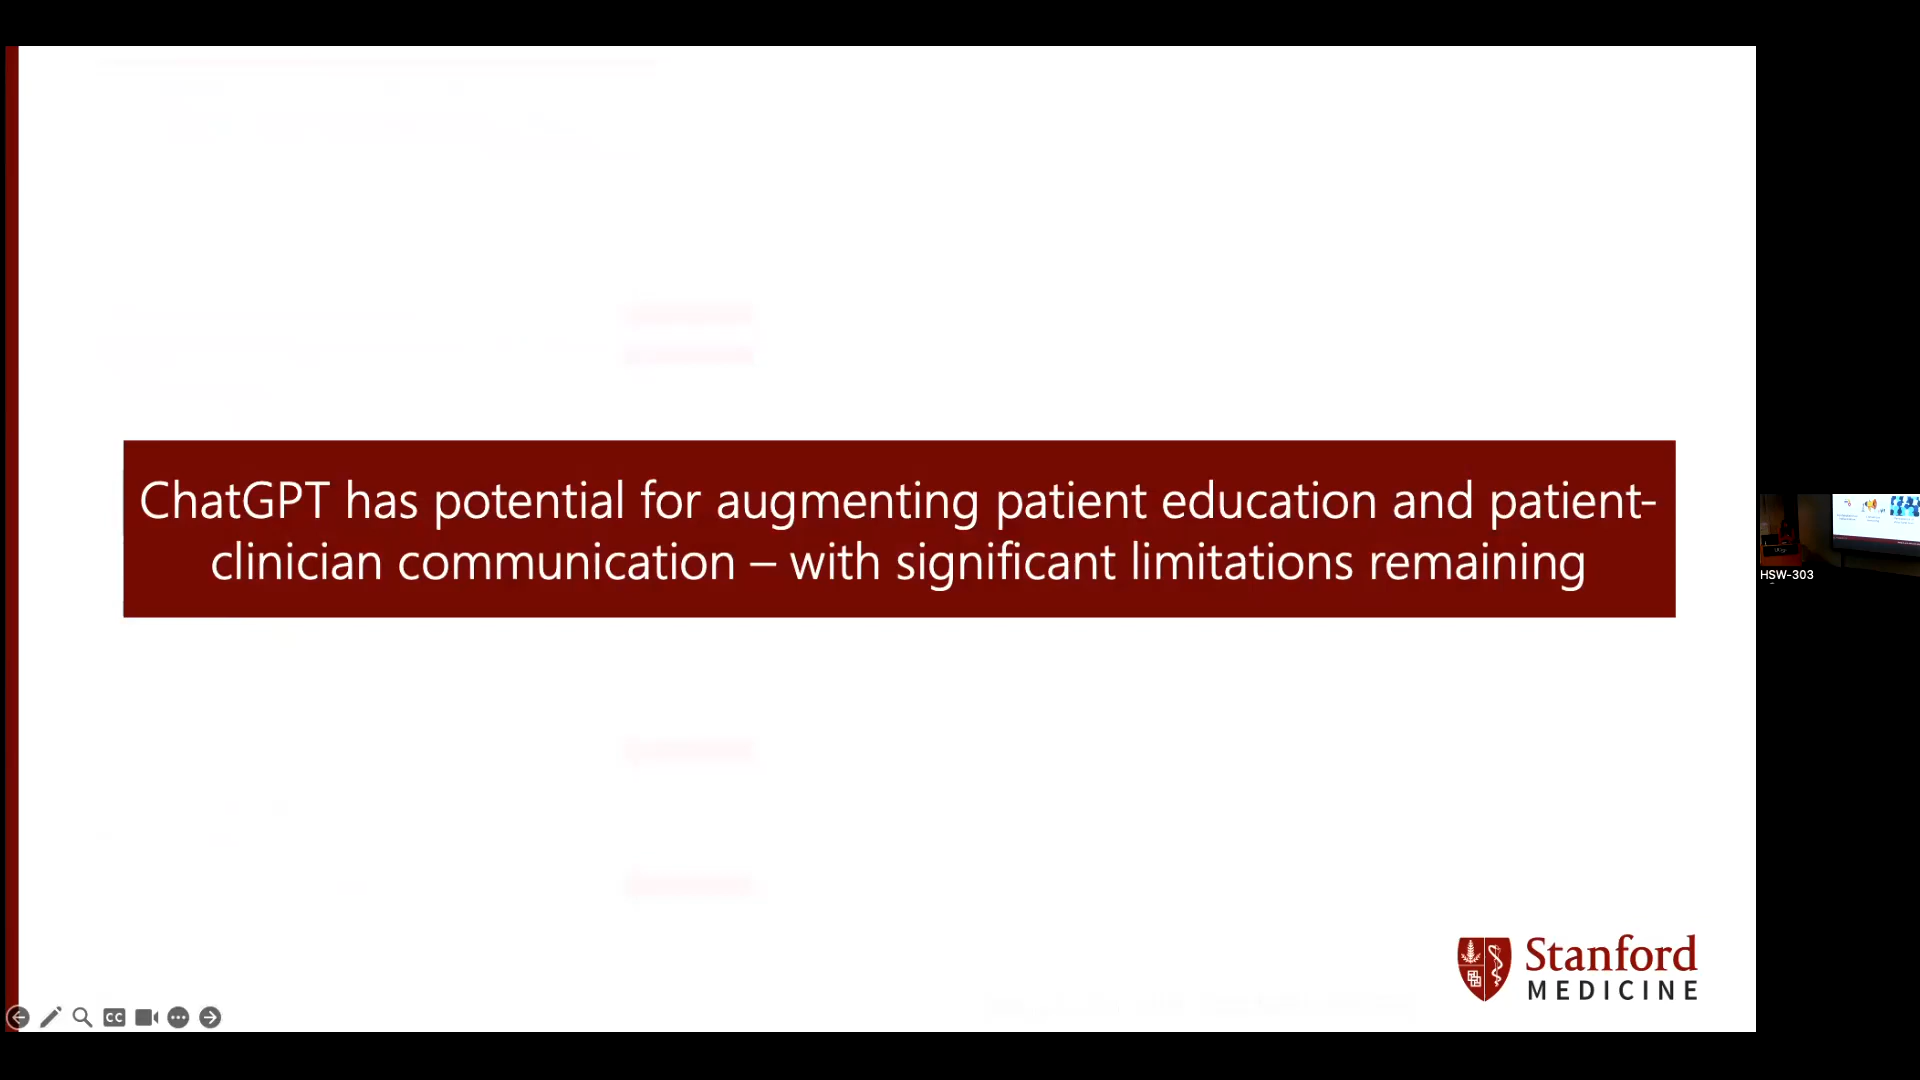 ChatGPT has potential for augmenting patient education and patient-
clinician communication – with significant limitations remaining
HSW-303
Stanford
MEDICINE
CC